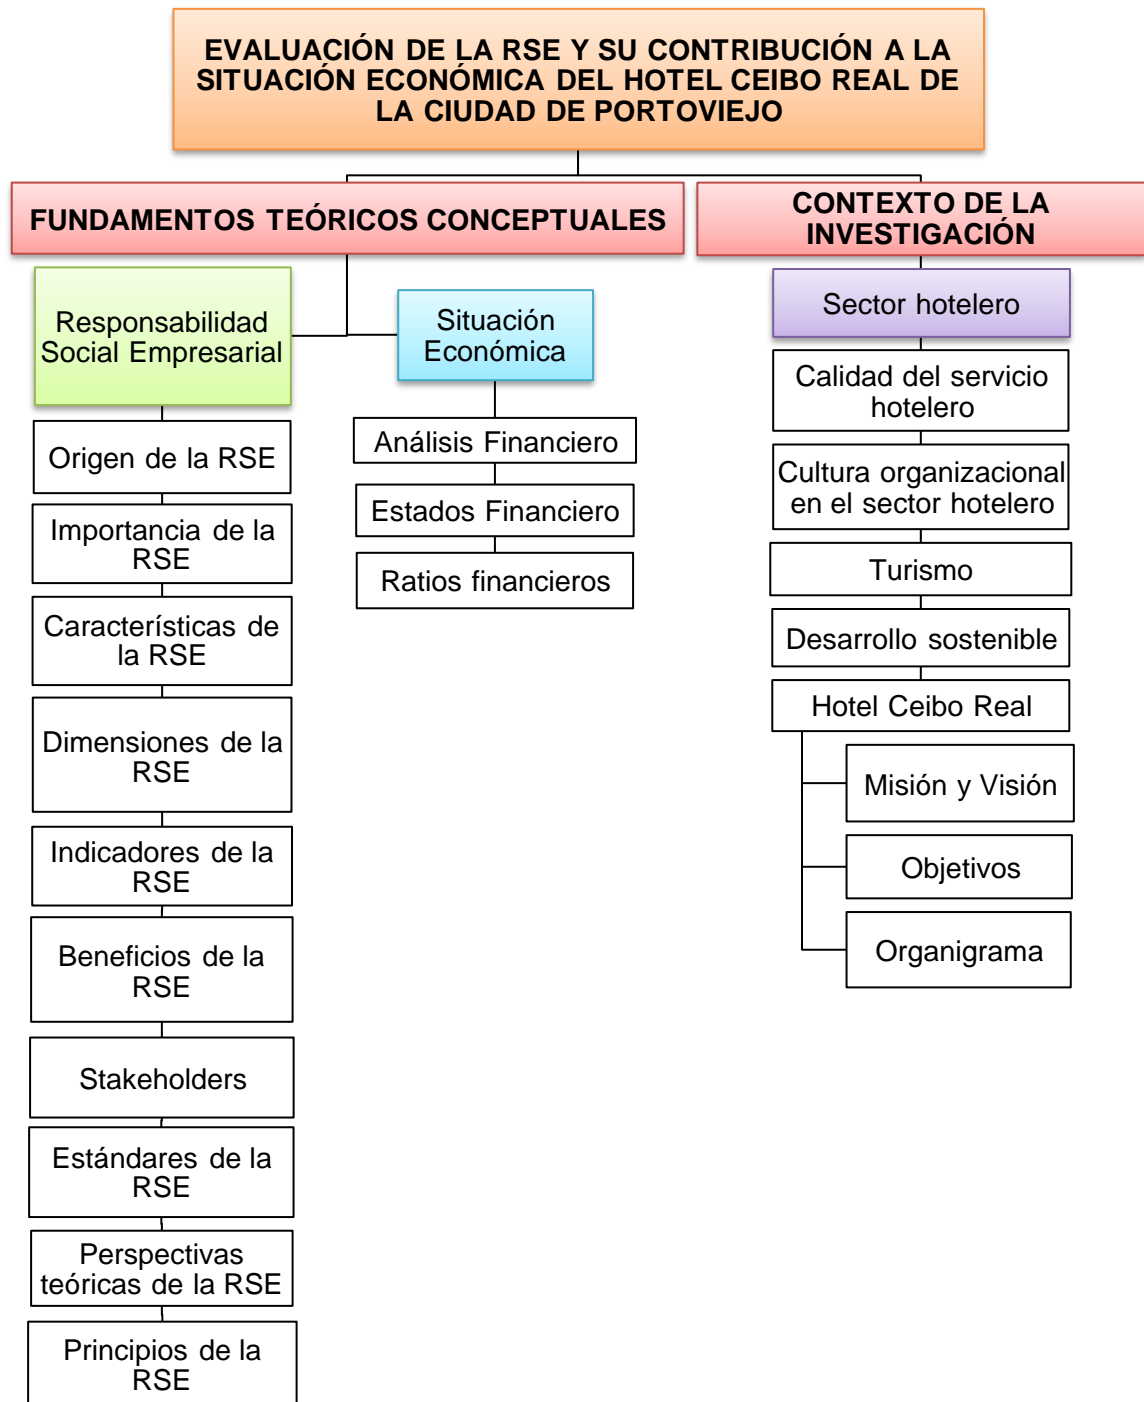 EVALUACIÓN DE LA RSE Y SU CONTRIBUCIÓN A LA
SITUACIÓN ECONÓMICA DEL HOTEL CEIBO REAL DE
LA CIUDAD DE PORTOVIEJO
FUNDAMENTOS TEÓRICOS CONCEPTUALES
Responsabilidad
Social Empresarial
Origen de la RSE
Importancia de la
RSE
Características de
la RSE
Dimensiones de la
RSE
Indicadores de la
RSE
Beneficios de la
RSE
Stakeholders
Estándares de la
RSE
Perspectivas
teóricas de la RSE
Principios de la
RSE
Situación
Económica
Análisis Financiero
Estados Financiero
Ratios financieros
CONTEXTO DE LA
INVESTIGACIÓN
Sector hotelero
Calidad del servicio
hotelero
Cultura organizacional
en el sector hotelero
Turismo
Desarrollo sostenible
Hotel Ceibo Real
Misión y Visión
Objetivos
Organigrama